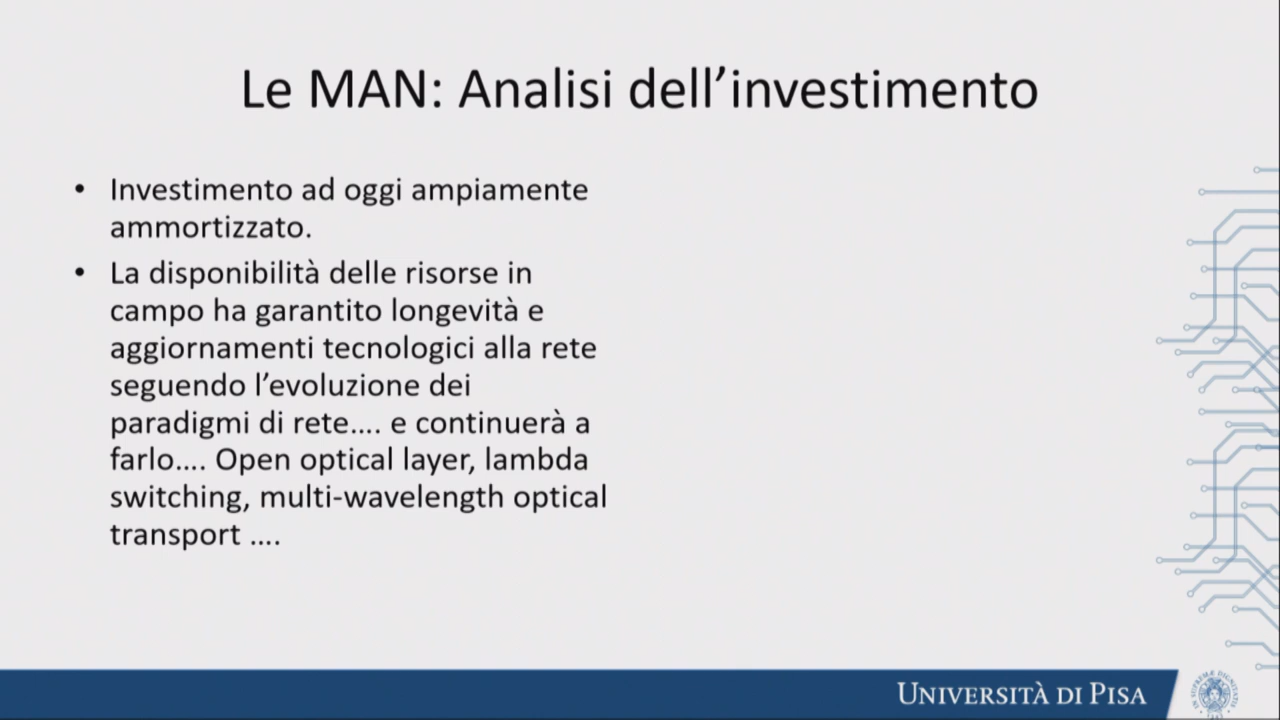 Le MAN: Analisi dell’investimento
• Investimento ad oggi ampiamente
ammortizzato.
• La disponibilità delle risorse in
campo ha garantito longevità e
aggiornamenti tecnologici alla rete
seguendo l’evoluzione dei
paradigmi di rete.... e continuerà a
farlo.... Open optical layer, lambda
switching, multi-wavelength optical
transport ....
UNIVERSITÀ DI PISA